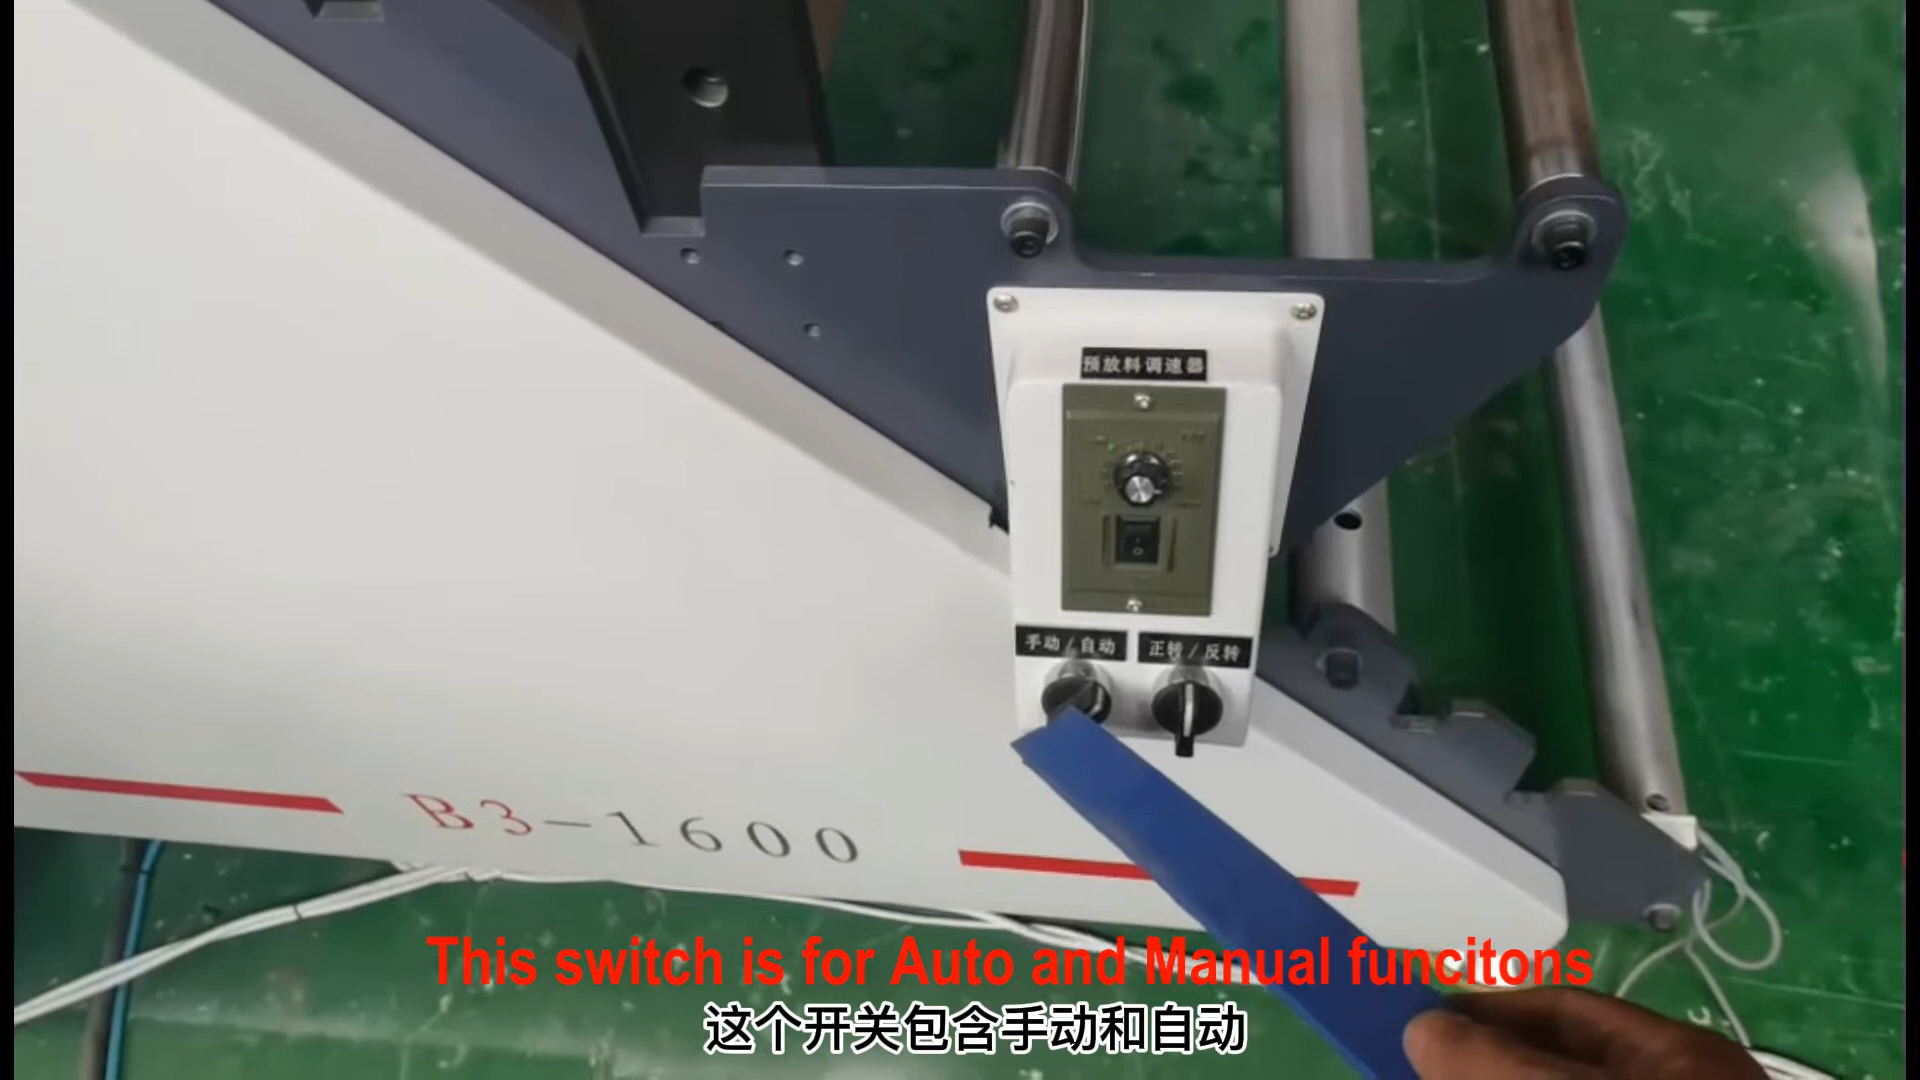 预放料调速器
手动/自动
正转/反转
B3-1600
This switch is for Auto and Manual funcitons
这个开关包含手动和自动